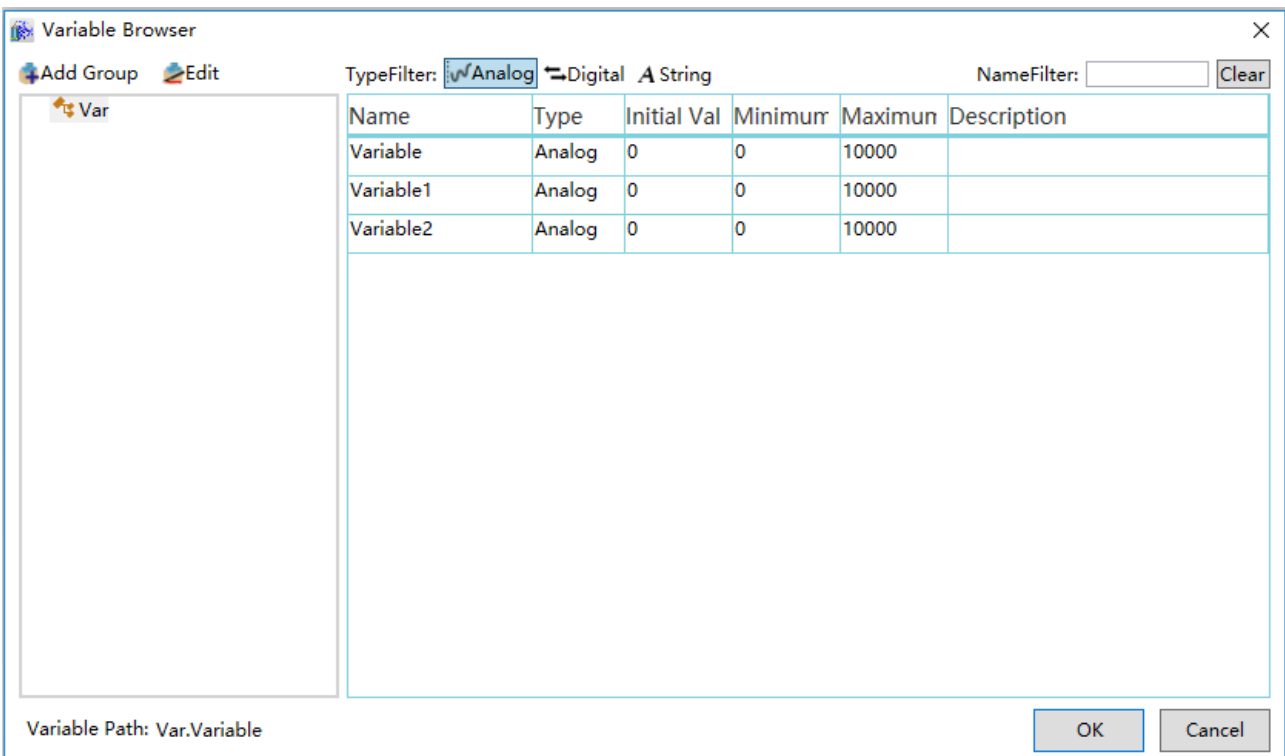 Variable Browser
Add Group Edit TypeFilter: Analog Digital A String NameFilter: Clear
Var
Name Type Initial Val Minimum Maximun Description
Variable Analog 0 0 10000
Variable1 Analog 0 0 10000
Variable2 Analog 0 0 10000
Variable Path: Var.Variable OK Cancel